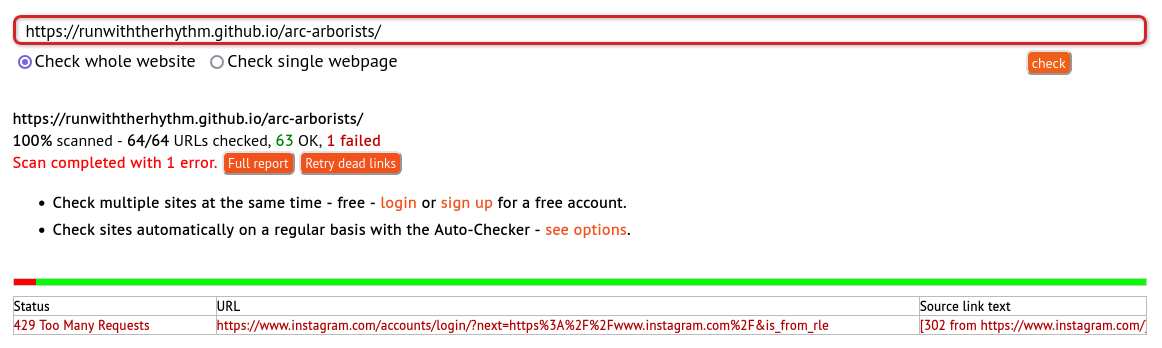 https://runwiththerhythm.github.io/arc-arborists/
Check whole website Check single webpage check
https://runwiththerhythm.github.io/arc-arborists/
100% scanned - 64/64 URLs checked, 63 OK, 1 failed
Scan completed with 1 error. Full report Retry dead links
• Check multiple sites at the same time - free - login or sign up for a free account.
• Check sites automatically on a regular basis with the Auto-Checker - see options.
Status URL Source link text
429 Too Many Requests https://www.instagram.com/accounts/login/?next=https%3A%2F%2Fwww.instagram.com%2F&is_from_rle [302 from https://www.instagram.com/]